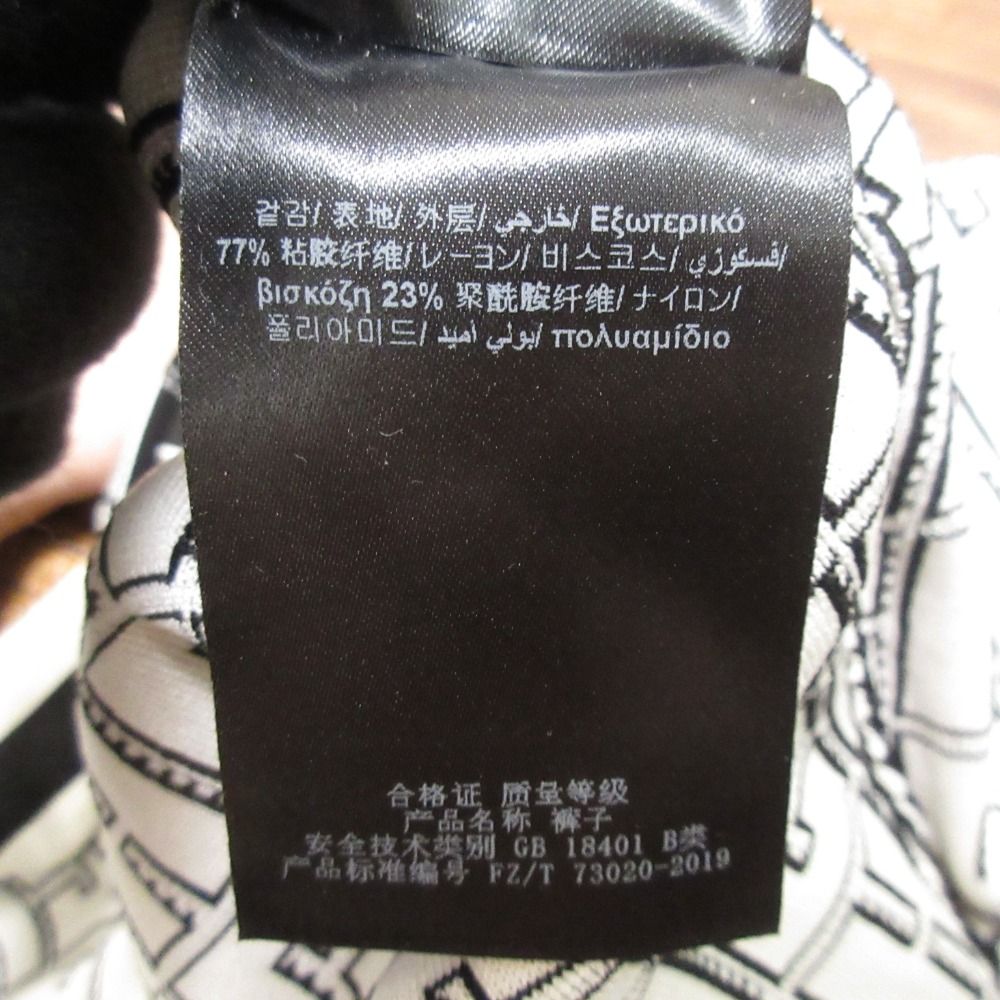 겉감/ 表地/ 外层/ خارجي/ Εξωτερικό
77% 粘胶纤维/レーヨン/ 비스코스/ فسكوزي/
βισκόζη 23% 聚酰胺纤维/ ナイロン/
폴리아미드/ بولي أميد/ πολυαμίδιο
合格证 质量等级
产品名称 裤子
安全技术类别 GB 18401 B类
产品标准编号 FZ/T 73020-2019